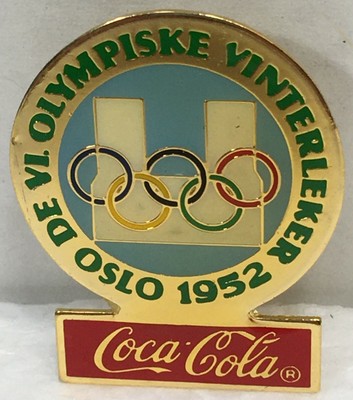 DE VI. OLYMPISKE VINTERLEKER
OSLO 1952
Coca-Cola ®